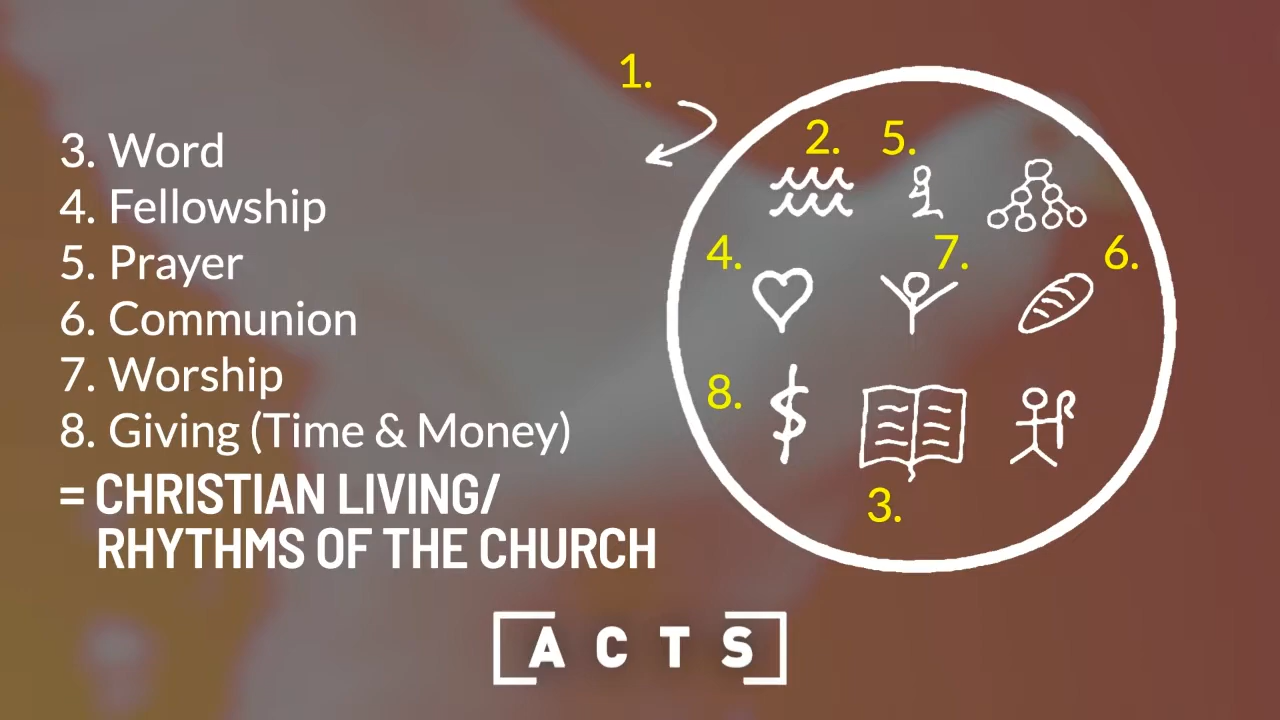 3. Word
4. Fellowship
5. Prayer
6. Communion
7. Worship
8. Giving (Time & Money)
= CHRISTIAN LIVING/
RHYTHMS OF THE CHURCH
1.
2. 5.
4. 7. 6.
8. $
3.
ACTS